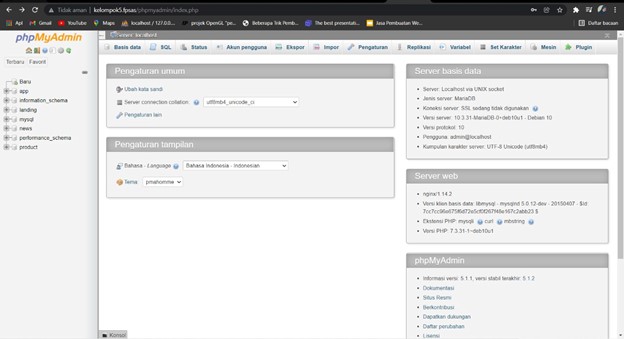 Tidak aman | kelompok5.fpsas/phpmyadmin/index.php
Apl Gmail YouTube Maps localhost / 127.0.0... projek OpenGL "pe... Beberapa Trik Pemb... The best presentati... Jasa Pembuatan We... Daftar bacaan
phpMyAdmin
Terbaru Favorit
Baru
app
information_schema
landing
mysql
news
performance_schema
product
Basis data SQL Status Akun pengguna Ekspor Impor Pengaturan Replikasi Variabel Set Karakter Mesin Plugin
Pengaturan umum
Ubah kata sandi
Server connection collation: utf8mb4_unicode_ci
Pengaturan lain
Pengaturan tampilan
Bahasa - Language Bahasa Indonesia - Indonesian
Tema pmahomme
Server basis data
Server: Localhost via UNIX socket
Jenis server: MariaDB
Koneksi server: SSL sedang tidak digunakan
Server versi: 10.3.31-MariaDB-0+deb10u1 - Debian 10
Versi protokol: 10
Pengguna: admin@localhost
Kumpulan karakter server: UTF-8 Unicode (utf8mb4)
Server web
nginx/1.14.2
Versi klien basis data: libmysql - mysqlnd 5.0.12-dev - 20150407 - $Id:
Ekstensi PHP: mysqli curl mbstring
Versi PHP: 7.3.31-1~deb10u1
phpMyAdmin
Informasi versi: 5.1.1, versi stabil terakhir: 5.1.2
Dokumentasi
Situs Resmi
Berkontribusi
Dapatkan dukungan
Daftar perubahan
Lisensi
Konsol